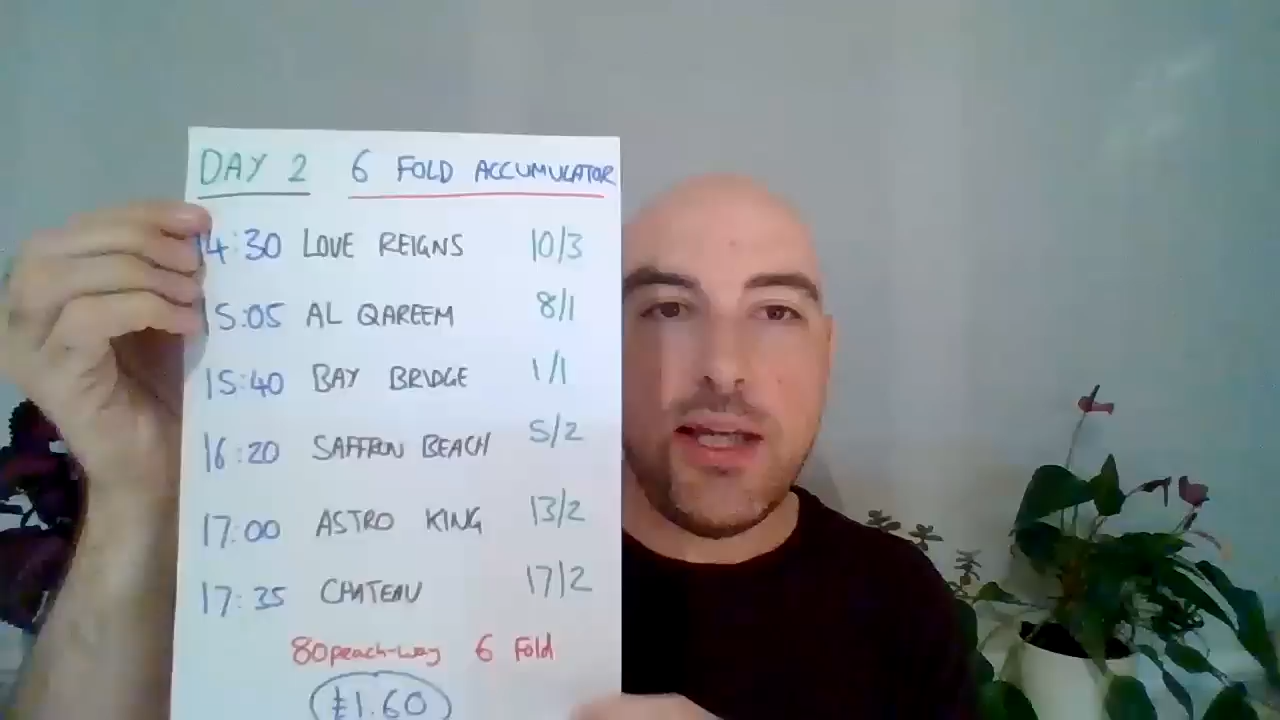 DAY 2 6 FOLD ACCUMULATOR
14:30 LOVE REIGNS 10/3
15:05 AL QAREEM 8/1
15:40 BAY BRIDGE 1/1
16:20 SAFFRON BEACH 5/2
17:00 ASTRO KING 13/2
17:35 CHATEAU 17/2
80p each-way 6 Fold
£1.60